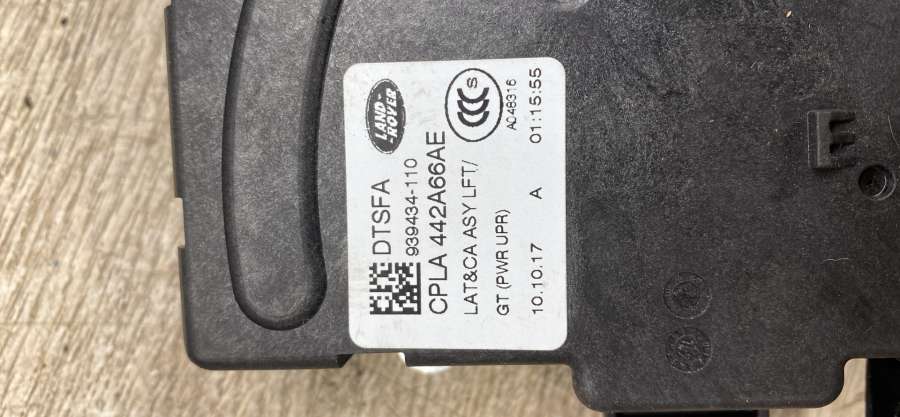 LAND-
-ROVER
DTSFA
939434-110
CPLA 442A66AE
LAT&CA ASY LFT/
GT (PWR UPR)
10.10.17 A 01:15:55
S
A048316